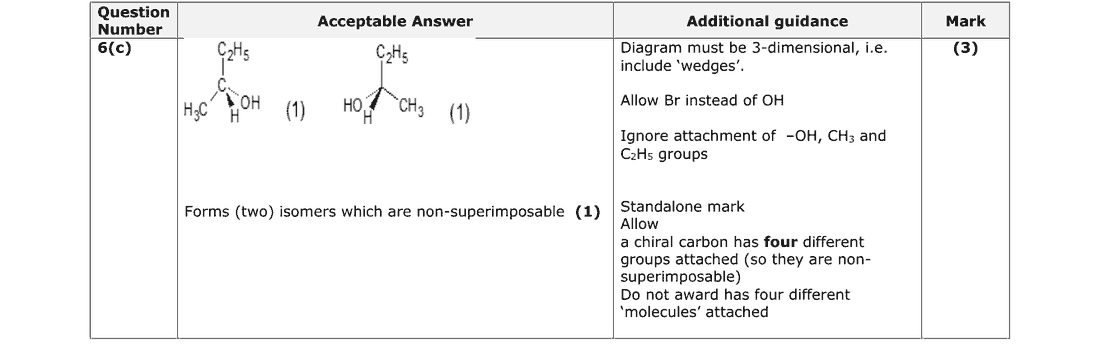 Question Number
Acceptable Answer
Additional guidance
Mark
6(c)
C₂H₅
C
H₃C
OH
H
(1)
C₂H₅
HO
H
CH₃
(1)
Forms (two) isomers which are non-superimposable (1)
Diagram must be 3-dimensional, i.e.
include ‘wedges’.
Allow Br instead of OH
Ignore attachment of –OH, CH₃ and
C₂H₅ groups
Standalone mark
Allow
a chiral carbon has four different
groups attached (so they are non-
superimposable)
Do not award has four different
‘molecules’ attached
(3)